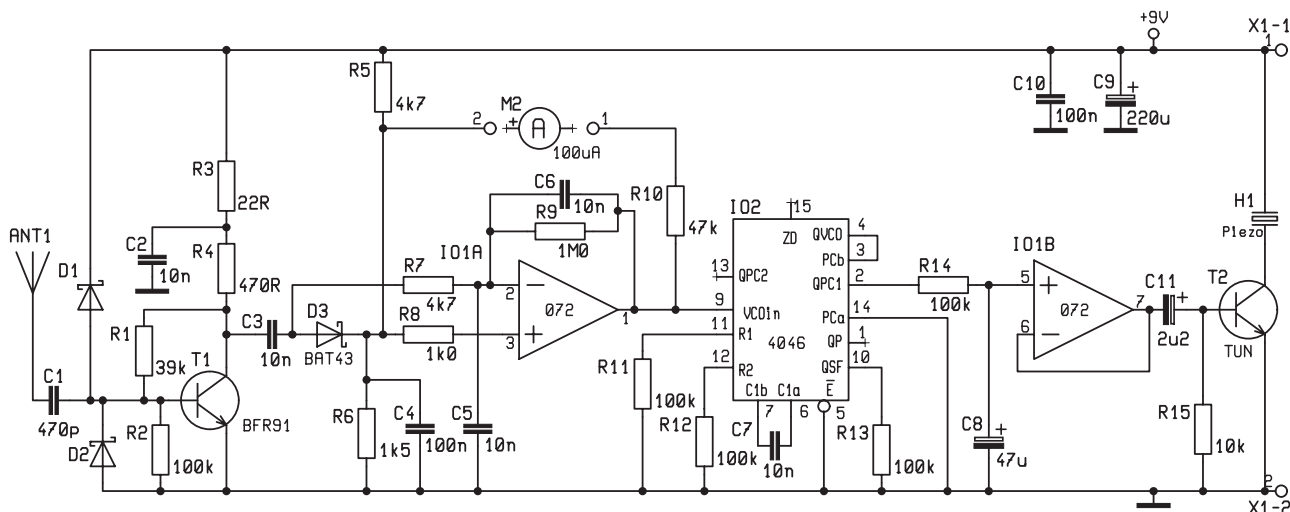 +9V
X1-1
1
R5
4k7
M2
2
+
A
1
100uA
C10
100n
C9
+
220u
R3
22R
C6
10n
R9
1M0
R10
47k
IO2
15
ZD
QVCO
4
PCb
3
H1
Piezo
ANT1
C2
10n
R4
470R
IO1A
R7
4k7
2
072
1
3
13
QPC2
QPC1
2
R14
100k
IO1B
5
+
072
7
6
C11
+
2u2
T2
TUN
D1
R1
39k
C3
10n
D3
BAT43
R8
1k0
+
9
VCOIn
11
R1
4046
14
PCa
QP
1
12
R2
QSF
10
C1b
C1a
E
7
6
5
R11
100k
R12
100k
C7
10n
R13
100k
C8
+
47u
R15
10k
C1
470p
T1
BFR91
D2
R2
100k
R6
1k5
C4
100n
C5
10n
2
X1-2